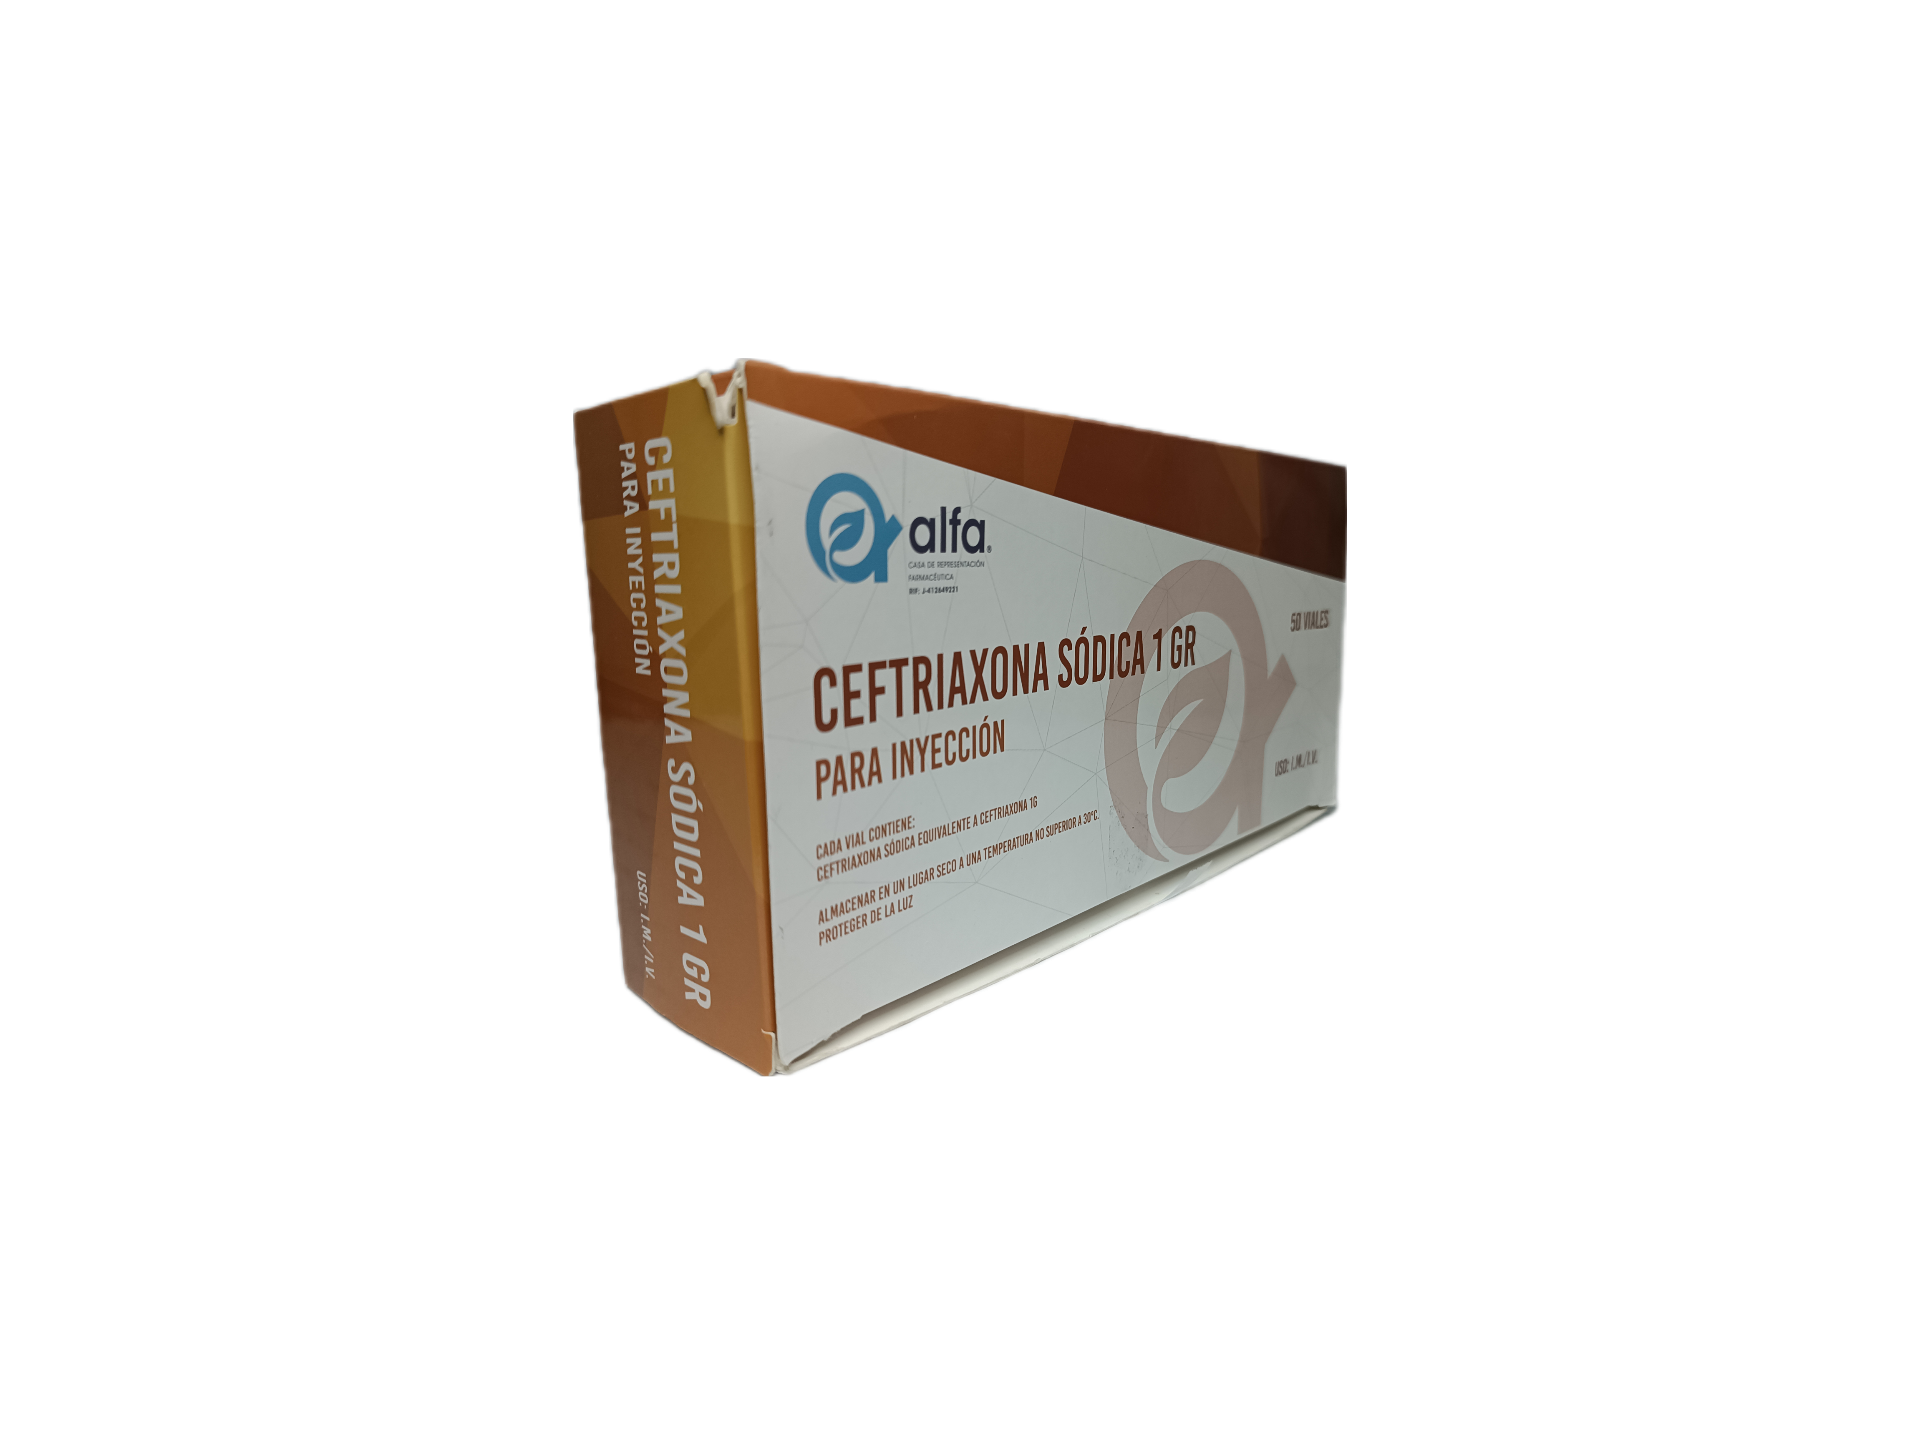 CEFTRIAXONA SÓDICA 1 GR
PARA INYECCIÓN
USO: I.M./I.V.
alfa®
CASA DE REPRESENTACIÓN
FARMACÉUTICA
RIF: J-412649221
50 VIALES
CEFTRIAXONA SÓDICA 1 GR
PARA INYECCIÓN
USO: I.M./I.V.
CADA VIAL CONTIENE:
CEFTRIAXONA SÓDICA EQUIVALENTE A CEFTRIAXONA 1G
ALMACENAR EN UN LUGAR SECO A UNA TEMPERATURA NO SUPERIOR A 30°C.
PROTEGER DE LA LUZ